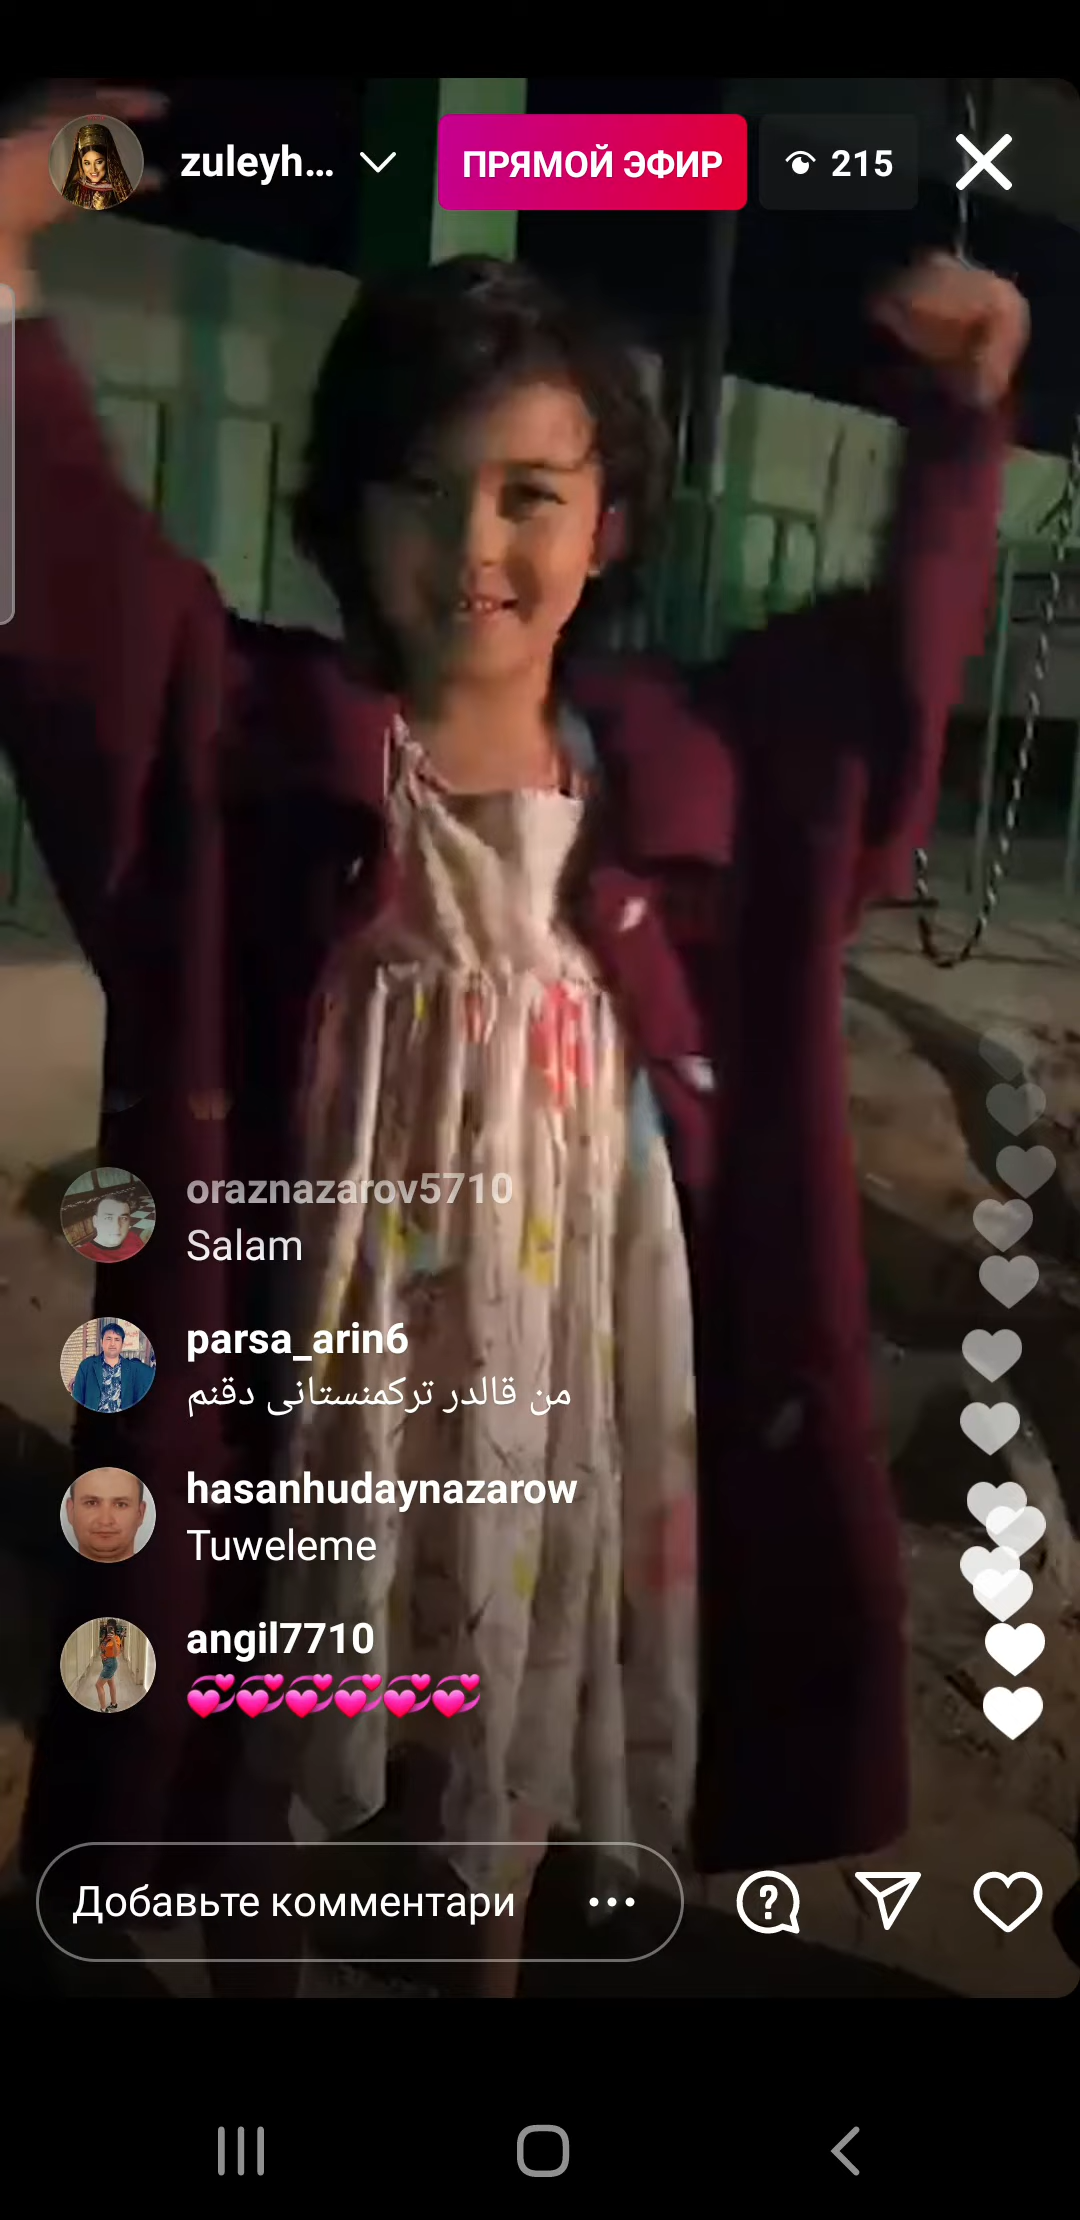 zuleyh...
ПРЯМОЙ ЭФИР
215
oraznazarov5710
Salam
parsa_arin6
من قالدر ترکمنستانی دقنم
hasanhudaynazarow
Tuweleme
angil7710
💞💞💞💞💞💞
Добавьте комментари